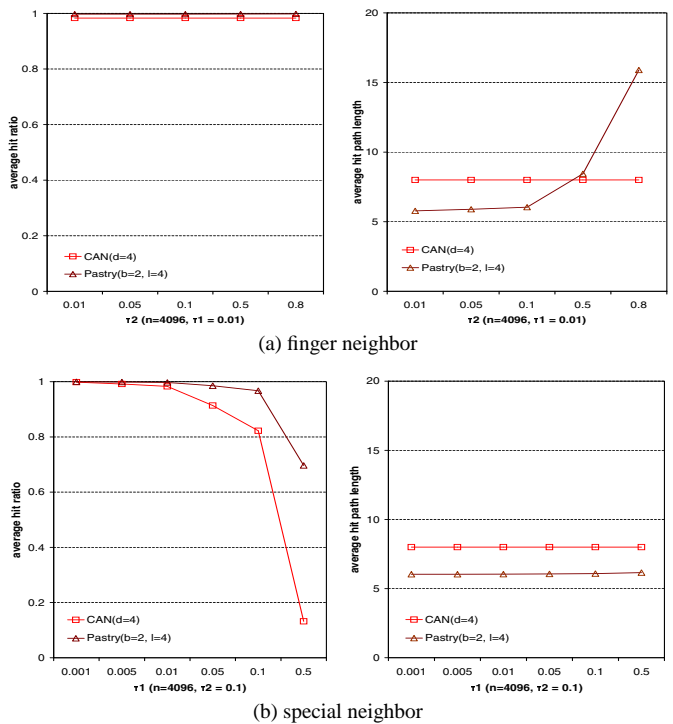 1
0.8
0.6
0.4
0.2
0
average hit ratio
CAN(d=4)
Pastry(b=2, l=4)
0.01 0.05 0.1 0.5 0.8
τ2 (n=4096, τ1 = 0.01)
20
15
10
5
0
average hit path length
CAN(d=4)
Pastry(b=2, l=4)
0.01 0.05 0.1 0.5 0.8
τ2 (n=4096, τ1 = 0.01)
(a) finger neighbor
1
0.8
0.6
0.4
0.2
0
average hit ratio
CAN(d=4)
Pastry(b=2, l=4)
0.001 0.005 0.01 0.05 0.1 0.5
τ1 (n=4096, τ2 = 0.1)
20
15
10
5
0
average hit path length
CAN(d=4)
Pastry(b=2, l=4)
0.001 0.005 0.01 0.05 0.1 0.5
τ1 (n=4096, τ2 = 0.1)
(b) special neighbor